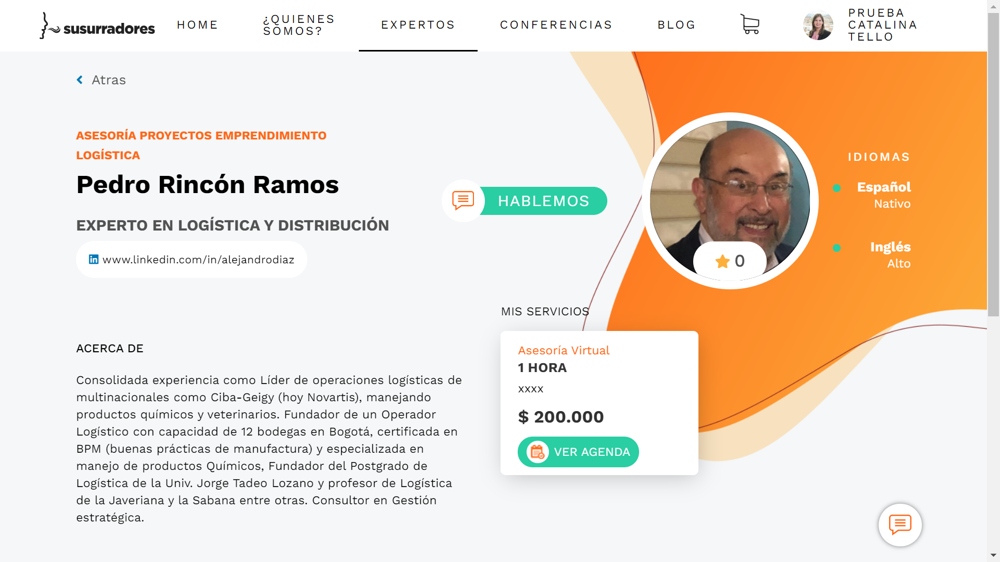 susurradores
HOME
¿QUIENES
SOMOS?
EXPERTOS
CONFERENCIAS
BLOG
PRUEBA
CATALINA
TELLO
Atras
ASESORÍA PROYECTOS EMPRENDIMIENTO
LOGÍSTICA
Pedro Rincón Ramos
EXPERTO EN LOGÍSTICA Y DISTRIBUCIÓN
in www.linkedin.com/in/alejandrodiaz
HABLEMOS
0
IDIOMAS
Español
Nativo
Inglés
Alto
ACERCA DE
Consolidada experiencia como Líder de operaciones logísticas de
multinacionales como Ciba-Geigy (hoy Novartis), manejando
productos químicos y veterinarios. Fundador de un Operador
Logístico con capacidad de 12 bodegas en Bogotá, certificada en
BPM (buenas prácticas de manufactura) y especializada en
manejo de productos Químicos, Fundador del Postgrado de
Logística de la Univ. Jorge Tadeo Lozano y profesor de Logística
de la Javeriana y la Sabana entre otras. Consultor en Gestión
estratégica.
MIS SERVICIOS
Asesoría Virtual
1 HORA
xxxx
$ 200.000
VER AGENDA